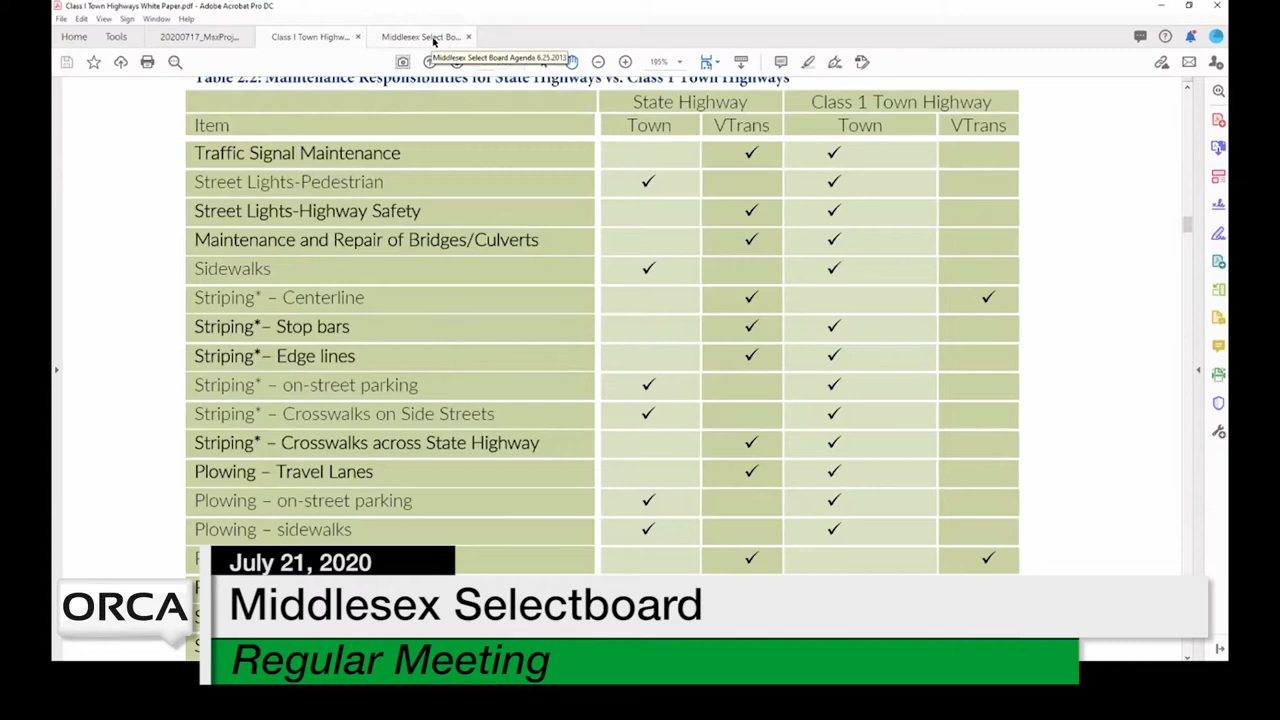 Class I Town Highways White Paper.pdf - Adobe Acrobat Pro DC
File Edit View Sign Window Help
Home Tools 20200717_MsxProj... Class I Town Highw... × Middlesex Select Bo... ×
Middlesex Select Board Agenda 6.25.2013
195%
Table 2.2: Maintenance Responsibilities for State Highways vs. Class 1 Town Highways
State Highway Class 1 Town Highway
Item Town VTrans Town VTrans
Traffic Signal Maintenance ✓ ✓
Street Lights-Pedestrian ✓ ✓
Street Lights-Highway Safety ✓ ✓
Maintenance and Repair of Bridges/Culverts ✓ ✓
Sidewalks ✓ ✓
Striping* – Centerline ✓ ✓
Striping*– Stop bars ✓ ✓
Striping*– Edge lines ✓ ✓
Striping* – on-street parking ✓ ✓
Striping* – Crosswalks on Side Streets ✓ ✓
Striping* – Crosswalks across State Highway ✓ ✓
Plowing – Travel Lanes ✓ ✓
Plowing – on-street parking ✓ ✓
Plowing – sidewalks ✓ ✓
✓ ✓
July 21, 2020
ORCA
Middlesex Selectboard
Regular Meeting